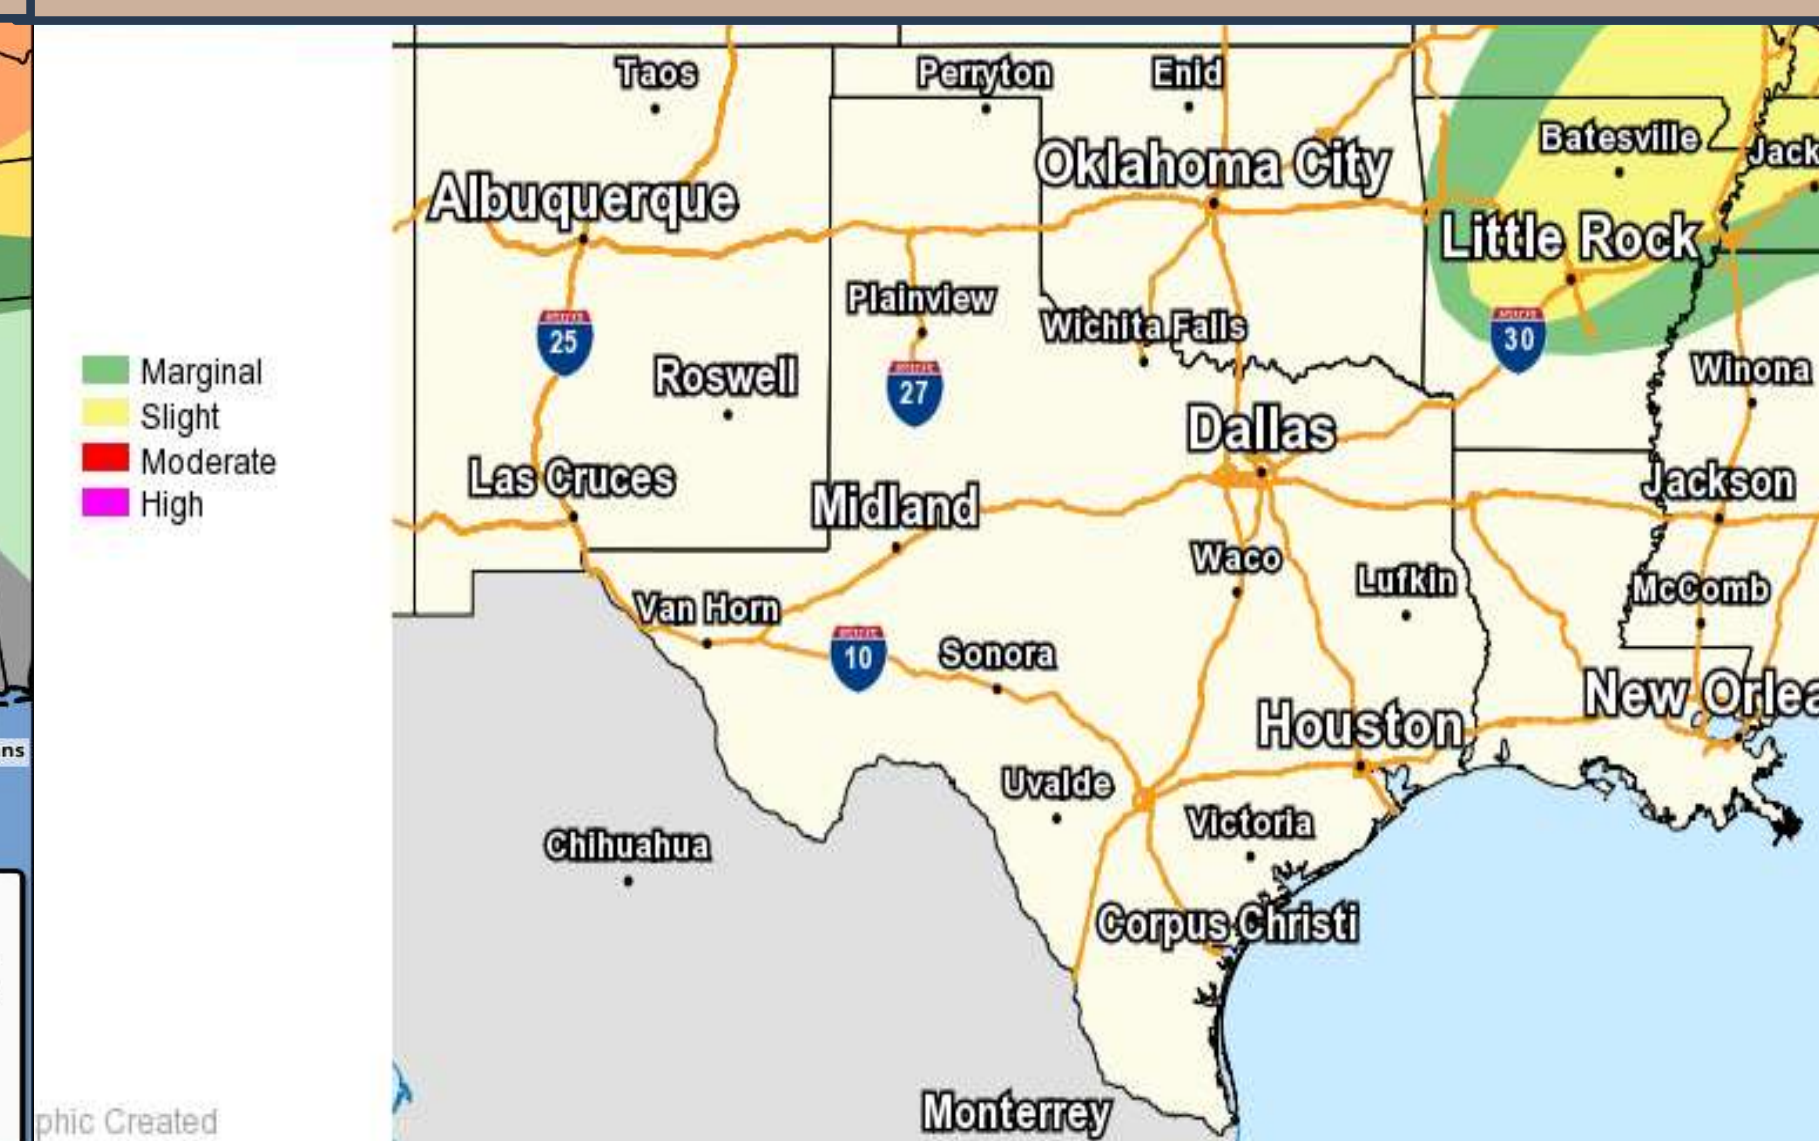 Taos
Perryton
Enid
Batesville
Jack
Oklahoma City
Albuquerque
Little Rock
Plainview
Wichita Falls
25
30
Winona
Marginal
Roswell
27
Slight
Dallas
Moderate
Las Cruces
Jackson
High
Midland
Waco
Lufkin
McComb
Van Horn
10
Sonora
New Orlea
Houston
ns
Uvalde
Victoria
Chihuahua
Corpus Christi
Monterrey
phic Created